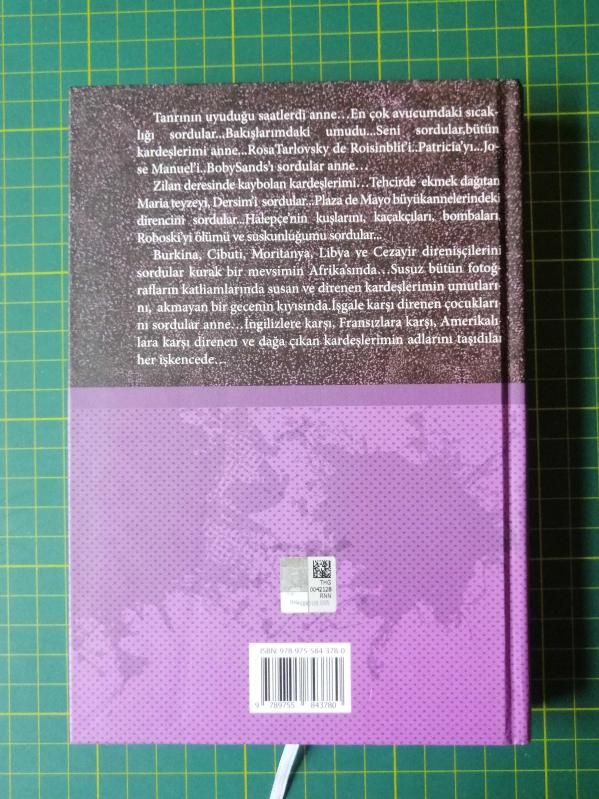 Tanrının uyuduğu saatlerdi anne…En çok avucumdaki sıcak-
lığı sordular...Bakışlarımdaki umudu...Seni sordular,bütün
kardeşlerimi anne...RosaTarlovsky de Roisinblit'i..Patricia'yı...Jo-
se Manuel'i..BobySands'ı sordular anne…
Zilan deresinde kaybolan kardeşlerimi…Tehcirde ekmek dağıtan
Maria teyzeyi, Dersim'i sordular...Plaza de Mayo büyükannelerindeki
direncini sordular...Halepçe'nin kuşlarını, kaçakçıları, bombaları,
Roboski'yi ölümü ve suskunluğumu sordular...
Burkina, Cibuti, Moritanya, Libya ve Cezayir direnişçilerini
sordular kurak bir mevsimin Afrikasında…Susuz bütün fotoğ-
rafların katliamlarında susan ve direnen kardeşlerimin umutları-
nı, akmayan bir gecenin kıyısında.İşgale karşı direnen çocukları-
nı sordular anne…İngilizlere karşı, Fransızlara karşı, Amerikalı-
lara karşı direnen ve dağa çıkan kardeşlerimin adlarını taşıdılar
her işkencede…
THG
0042128
RNN
ISBN: 978-975-584-378-0
9 789755 843780